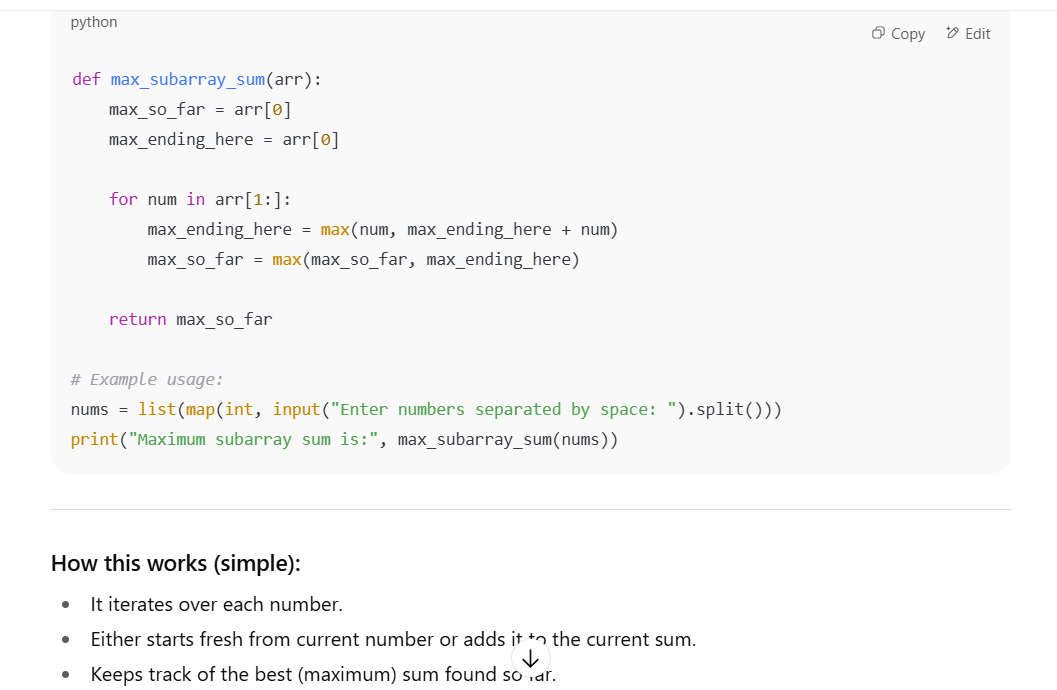 python
Copy Edit
def max_subarray_sum(arr):
    max_so_far = arr[0]
    max_ending_here = arr[0]
    for num in arr[1:]:
        max_ending_here = max(num, max_ending_here + num)
        max_so_far = max(max_so_far, max_ending_here)
    return max_so_far
# Example usage:
nums = list(map(int, input("Enter numbers separated by space: ").split()))
print("Maximum subarray sum is:", max_subarray_sum(nums))
How this works (simple):
• It iterates over each number.
• Either starts fresh from current number or adds it to the current sum.
• Keeps track of the best (maximum) sum found so far.